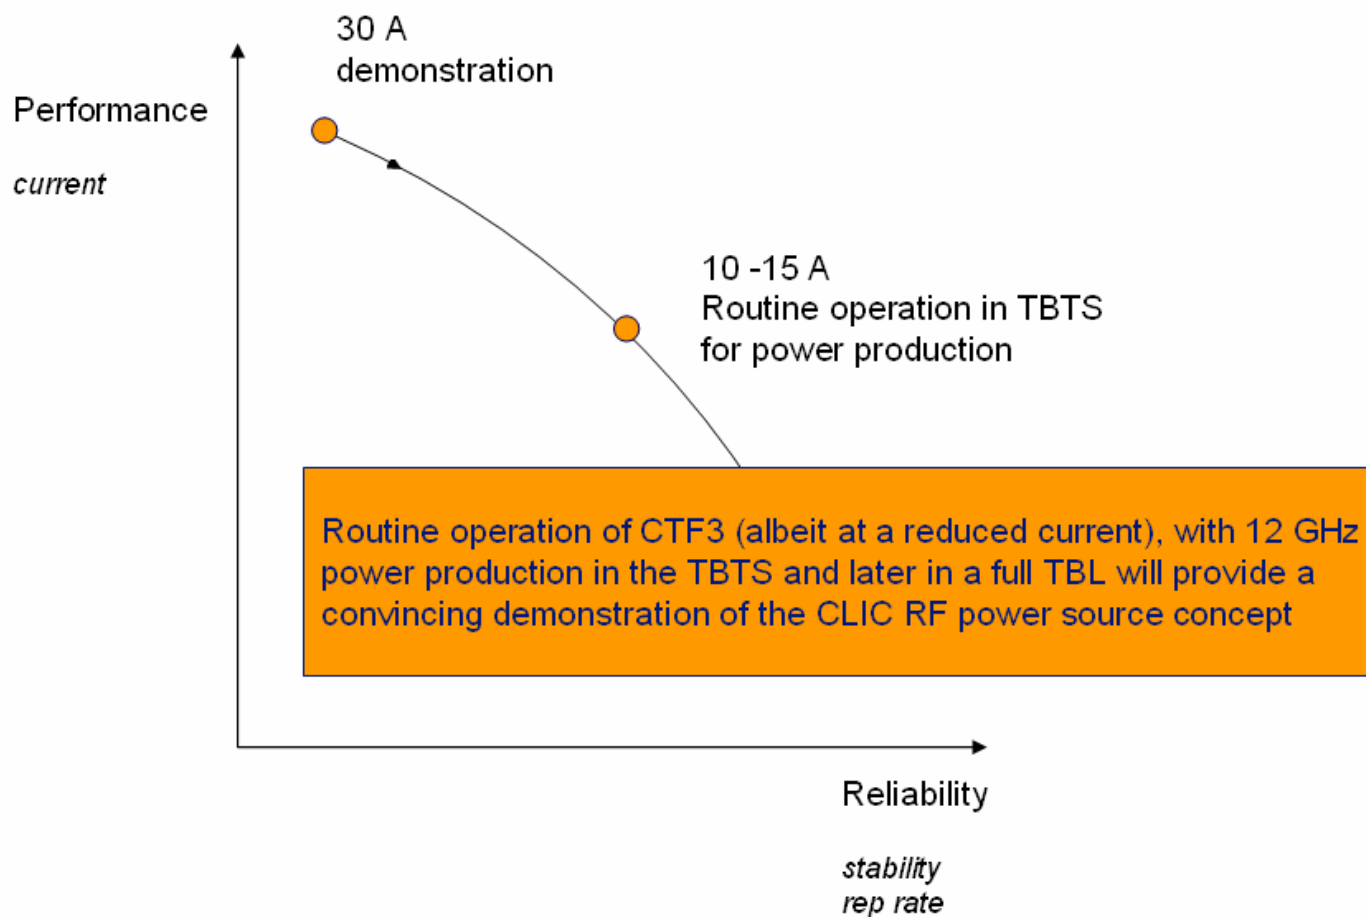 30 A
demonstration
Performance
current
10 -15 A
Routine operation in TBTS
for power production
Routine operation of CTF3 (albeit at a reduced current), with 12 GHz
power production in the TBTS and later in a full TBL will provide a
convincing demonstration of the CLIC RF power source concept
Reliability
stability
rep rate